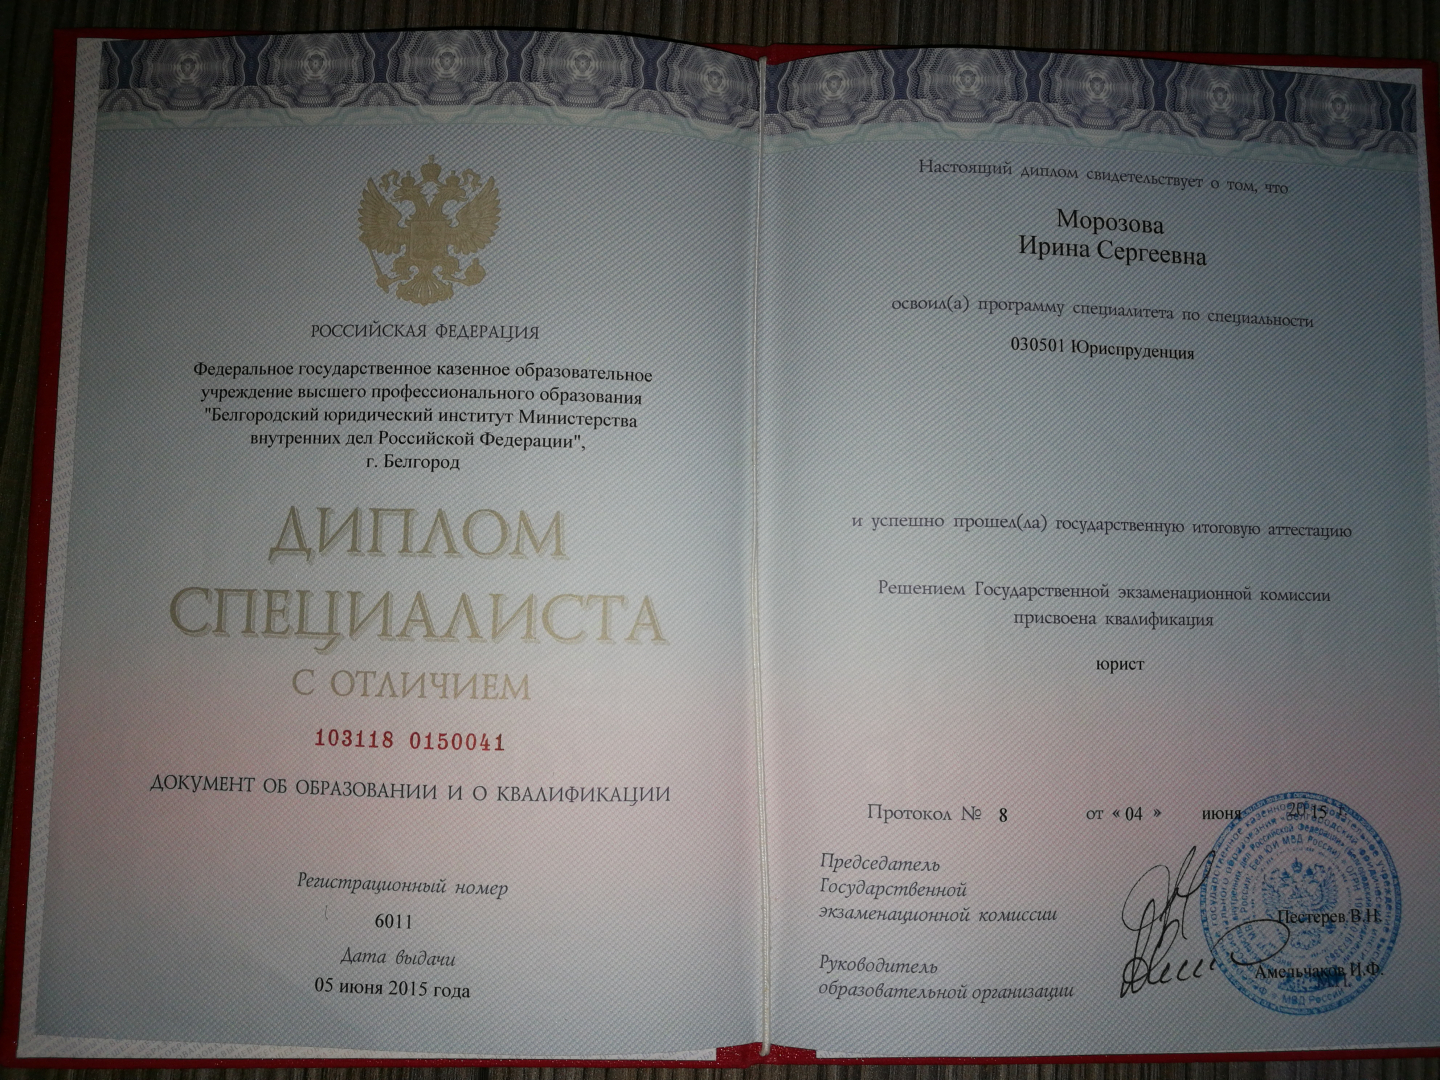 РОССИЙСКАЯ ФЕДЕРАЦИЯ
Федеральное государственное казенное образовательное
учреждение высшего профессионального образования
"Белгородский юридический институт Министерства
внутренних дел Российской Федерации",
г. Белгород
ДИПЛОМ
СПЕЦИАЛИСТА
С ОТЛИЧИЕМ
103118 0150041
ДОКУМЕНТ ОБ ОБРАЗОВАНИИ И О КВАЛИФИКАЦИИ
Регистрационный номер
6011
Дата выдачи
05 июня 2015 года
Настоящий диплом свидетельствует о том, что
Морозова
Ирина Сергеевна
освоил(а) программу специалитета по специальности
030501 Юриспруденция
и успешно прошел(ла) государственную итоговую аттестацию
Решением Государственной экзаменационной комиссии
присвоена квалификация
юрист
Протокол № 8 от « 04 » июня 2015 г.
Председатель
Государственной
экзаменационной комиссии
Пестерев В.Н.
Руководитель
образовательной организации
Амельчаков И.Ф.
М.П.